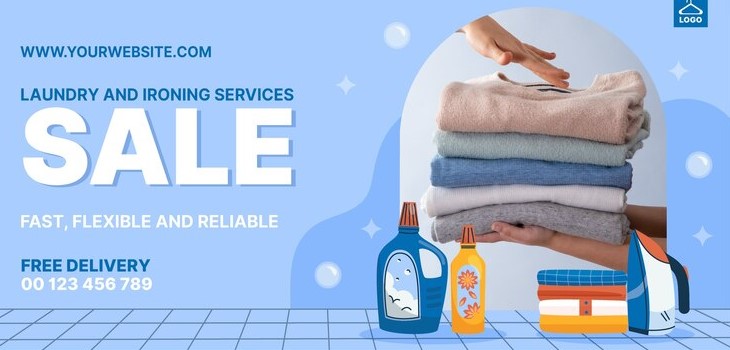 WWW.YOURWEBSITE.COM
LAUNDRY AND IRONING SERVICES
SALE
FAST, FLEXIBLE AND RELIABLE
FREE DELIVERY
00 123 456 789
LOGO